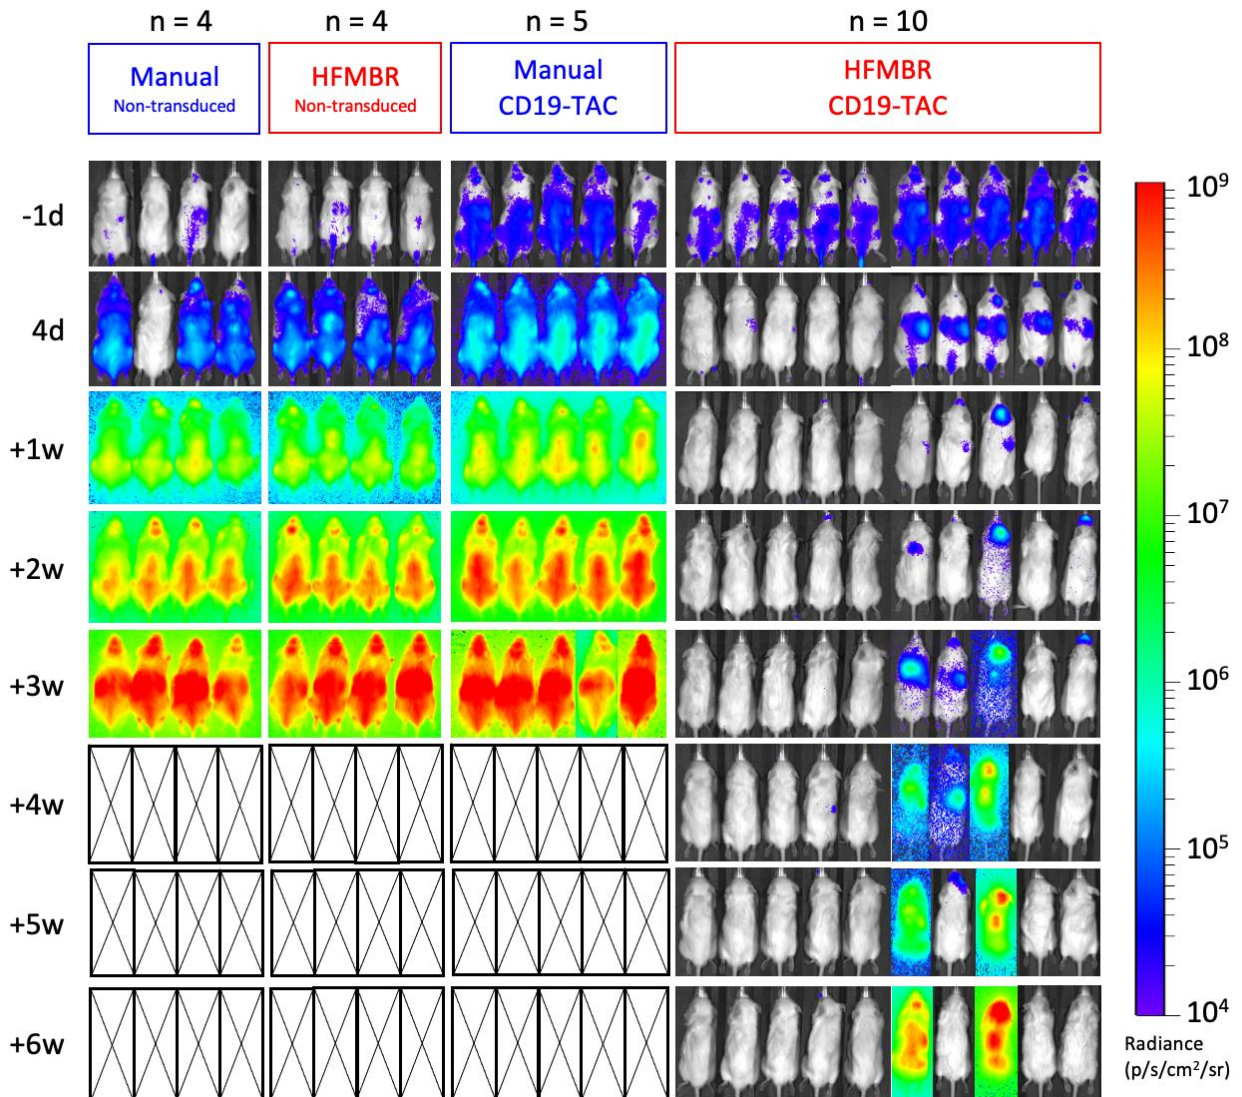 n = 4
n = 4
n = 5
n = 10
Manual
Non-transduced
HFMBR
Non-transduced
Manual
CD19-TAC
HFMBR
CD19-TAC
-1d
4d
+1w
+2w
+3w
+4w
+5w
+6w
10⁹
10⁸
10⁷
10⁶
10⁵
10⁴
Radiance
(p/s/cm²/sr)